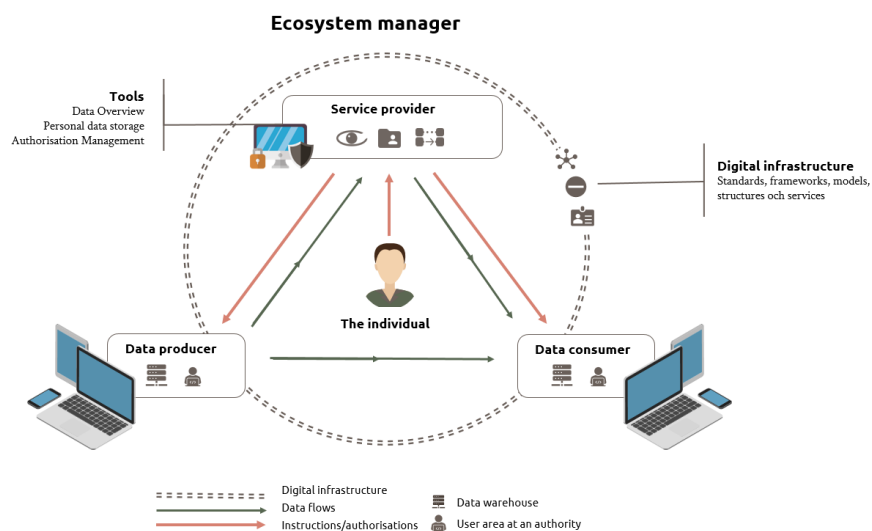 Ecosystem manager
Tools
Data Overview
Personal data storage
Authorisation Management
Service provider
Digital infrastructure
Standards, frameworks, models,
structures och services
The individual
Data producer
Data consumer
Digital infrastructure
Data flows
Instructions/authorisations
Data warehouse
User area at an authority